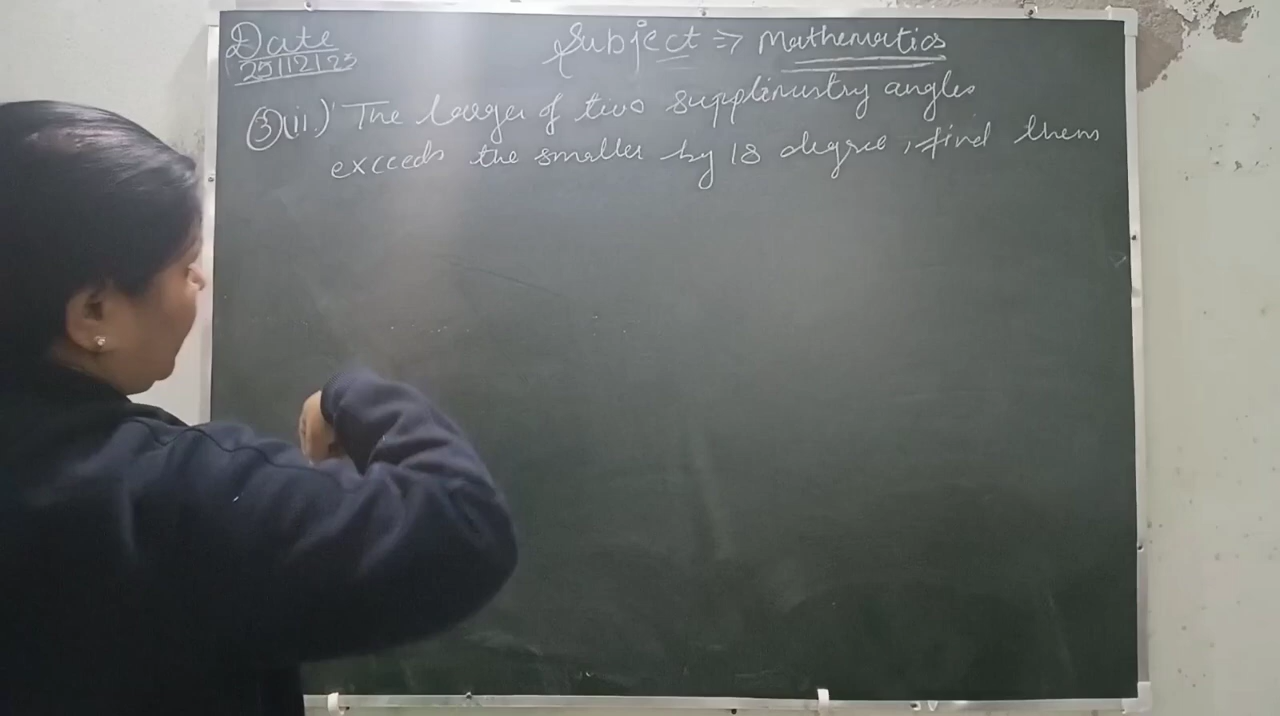 Date
25/12/23
Subject ⇒ Mathematics
③(ii.) The larger of two supplimentry angles
exceeds the smaller by 18 degree, find them